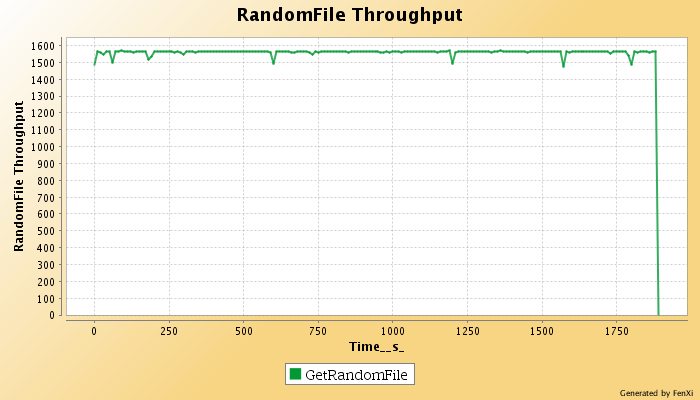 RandomFile Throughput
RandomFile Throughput
1600
1500
1400
1300
1200
1100
1000
900
800
700
600
500
400
300
200
100
0
0 250 500 750 1000 1250 1500 1750
Time__s_
GetRandomFile
Generated by FenXi